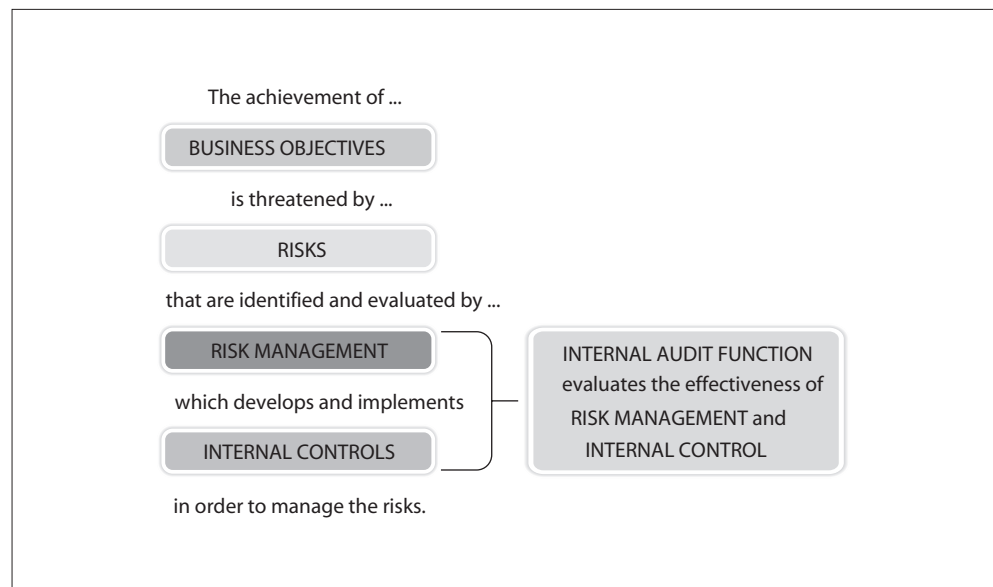 The achievement of ...
BUSINESS OBJECTIVES
is threatened by ...
RISKS
that are identified and evaluated by ...
RISK MANAGEMENT
which develops and implements
INTERNAL CONTROLS
in order to manage the risks.
INTERNAL AUDIT FUNCTION
evaluates the effectiveness of
RISK MANAGEMENT and
INTERNAL CONTROL